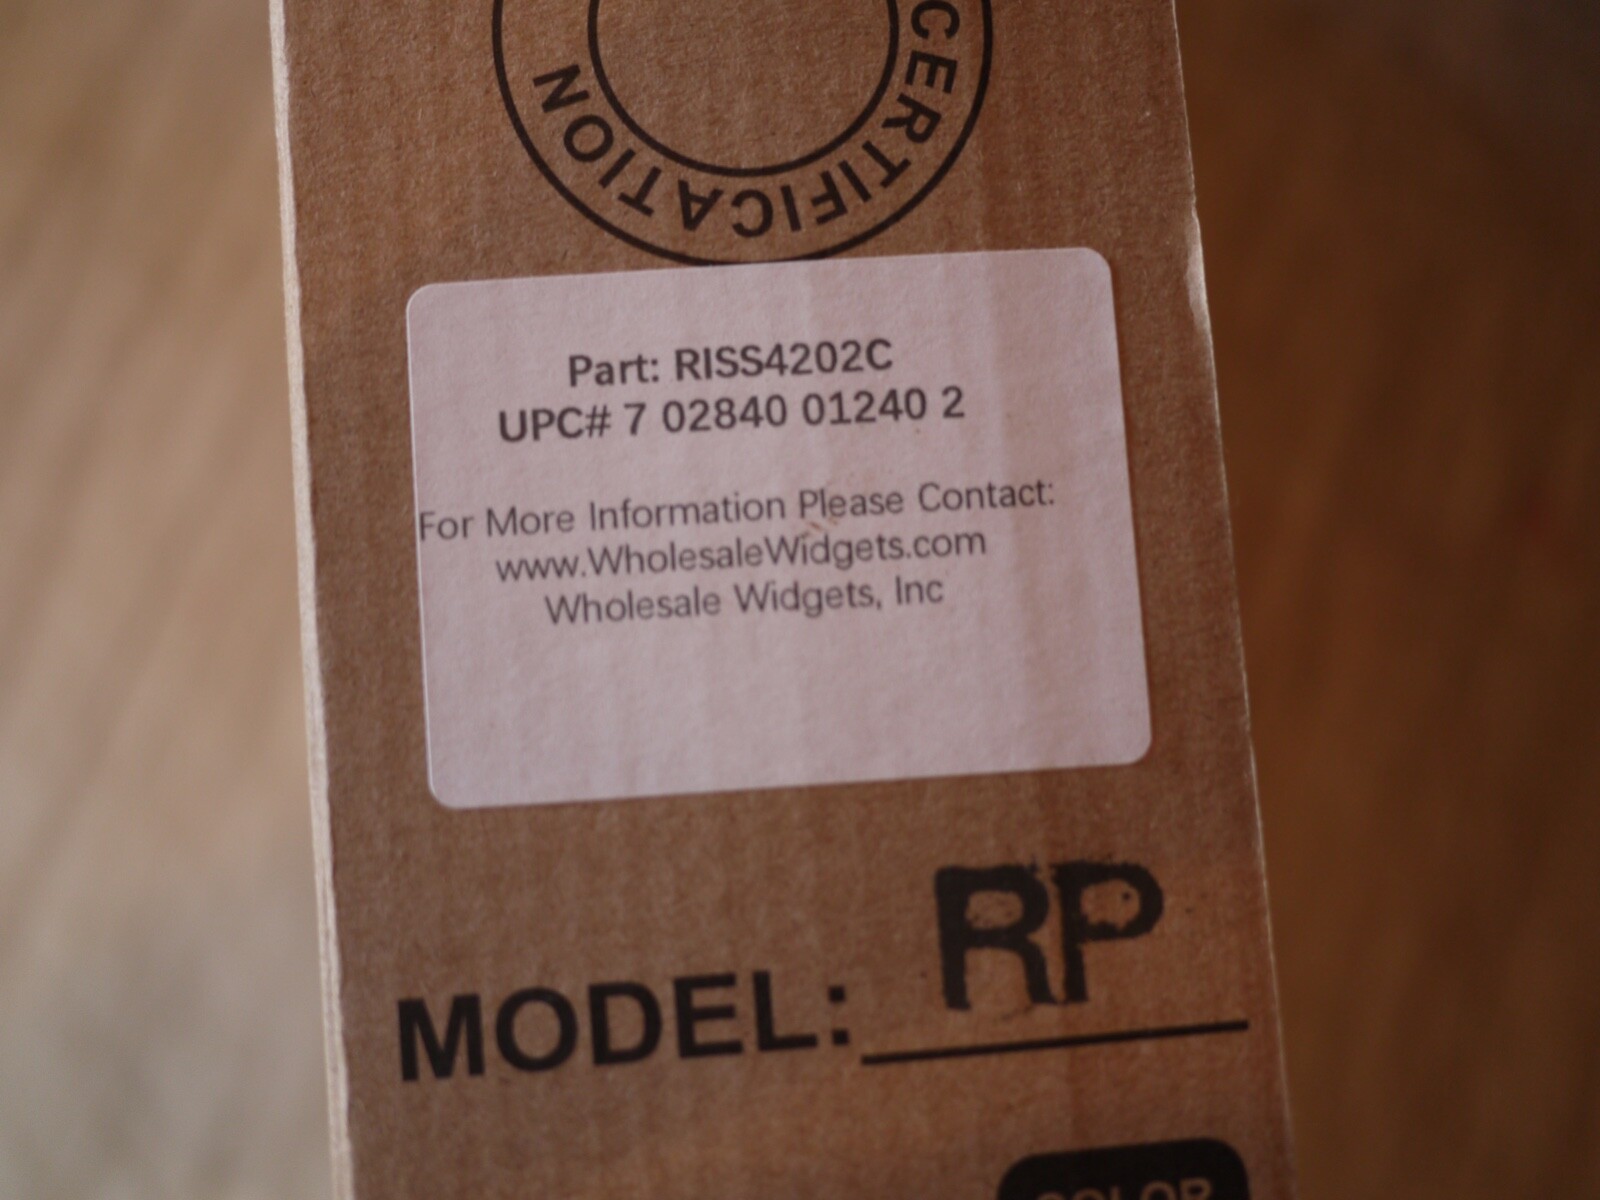 CERTIFICATION
Part: RISS4202C
UPC# 7 02840 01240 2
For More Information Please Contact:
www.WholesaleWidgets.com
Wholesale Widgets, Inc
MODEL: RP
COLOR